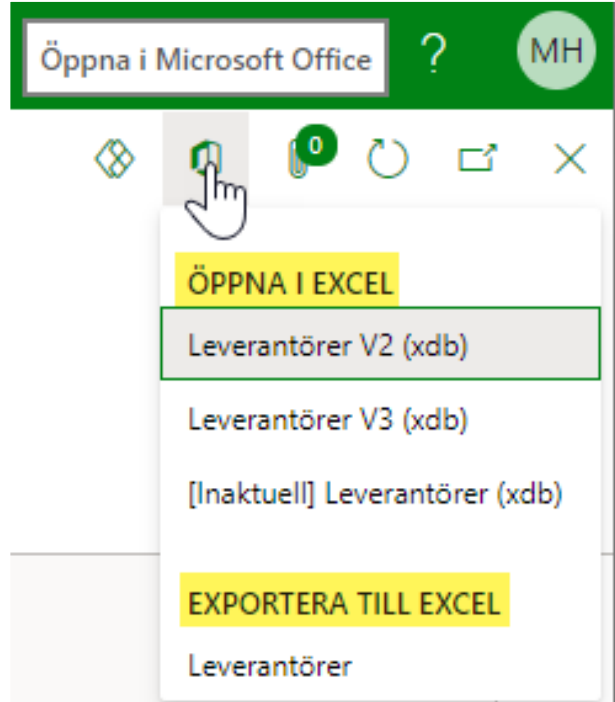 Öppna i Microsoft Office ? MH
0
ÖPPNA I EXCEL
Leverantörer V2 (xdb)
Leverantörer V3 (xdb)
[Inaktuell] Leverantörer (xdb)
EXPORTERA TILL EXCEL
Leverantörer